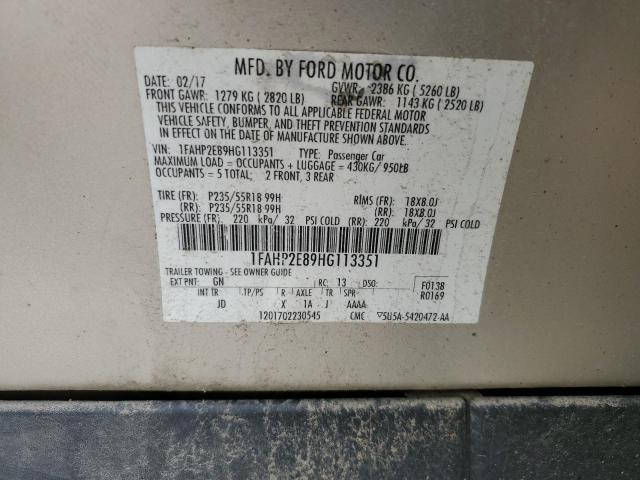 MFD. BY FORD MOTOR CO.
DATE: 02/17 GVWR: 2386 KG ( 5260 LB)
FRONT GAWR: 1279 KG ( 2820 LB) REAR GAWR: 1143 KG ( 2520 LB)
THIS VEHICLE CONFORMS TO ALL APPLICABLE FEDERAL MOTOR
VEHICLE SAFETY, BUMPER, AND THEFT PREVENTION STANDARDS
IN EFFECT ON THE DATE OF MANUFACTURE SHOWN ABOVE.
VIN: 1FAHP2E89HG113351 TYPE: Passenger Car
MAXIMUM LOAD = OCCUPANTS + LUGGAGE = 430KG/ 950LB
OCCUPANTS = 5 TOTAL, 2 FRONT, 3 REAR
TIRE (FR): P235/55R18 99H RIMS (FR): 18X8.0J
(RR): P235/55R18 99H (RR): 18X8.0J
PRESSURE (FR): 220 kPa/ 32 PSI COLD (RR): 220 kPa/ 32 PSI COLD
1FAHP2E89HG113351
TRAILER TOWING - SEE OWNER GUIDE
EXT PNT: GN RC: 13 DSO: F0138
INT TR TP/PS R AXLE TR SPR R0169
JD X 1A J AAAA
1201702230545 CMC 5U5A-5420472-AA